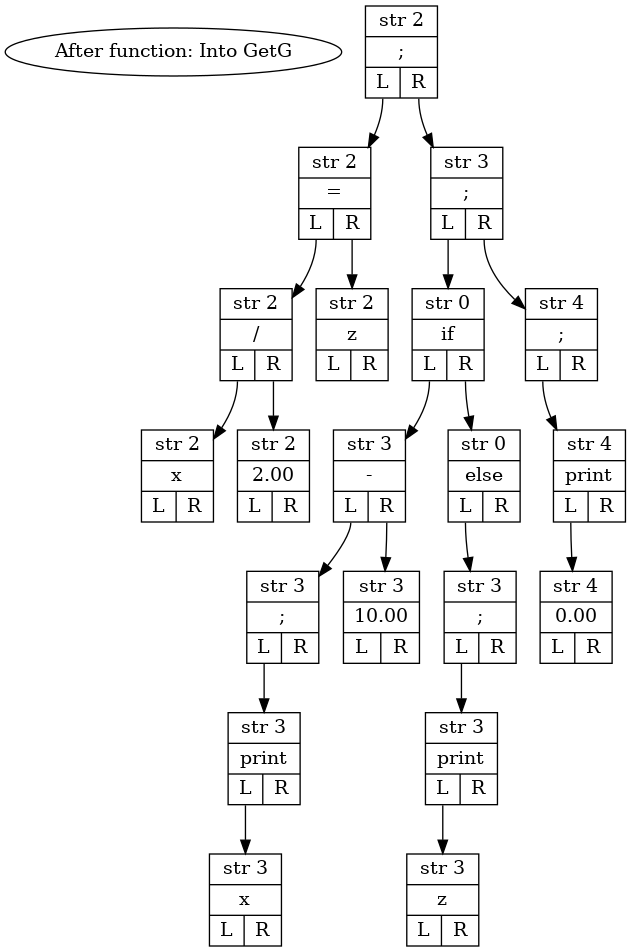 After function: Into GetG
str 2
;
L R
str 2
=
L R
str 3
;
L R
str 2
/
L R
str 2
z
L R
str 0
if
L R
str 4
;
L R
str 2
x
L R
str 2
2.00
L R
str 3
-
L R
str 0
else
L R
str 4
print
L R
str 3
;
L R
str 3
10.00
L R
str 3
;
L R
str 4
0.00
L R
str 3
print
L R
str 3
print
L R
str 3
x
L R
str 3
z
L R